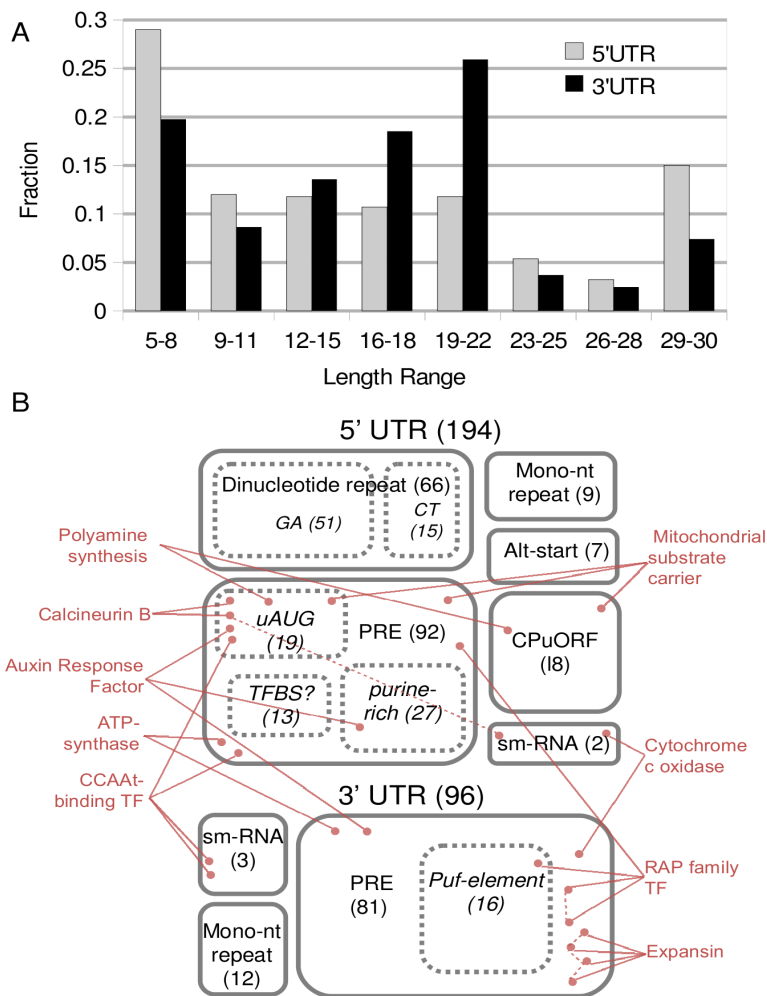 A
0.3
0.25
0.2
0.15
0.1
0.05
0
Fraction
5'UTR
3'UTR
5-8 9-11 12-15 16-18 19-22 23-25 26-28 29-30
Length Range
B
5’ UTR (194)
Dinucleotide repeat (66)
GA (51)
CT
(15)
Mono-nt
repeat (9)
Alt-start (7)
Polyamine
synthesis
Mitochondrial
substrate
carrier
Calcineurin B
uAUG
(19)
PRE (92)
CPuORF
(l8)
Auxin Response
Factor
TFBS?
(13)
purine-
rich (27)
ATP-
synthase
sm-RNA (2)
Cytochrome
c oxidase
CCAAt-
binding TF
3’ UTR (96)
sm-RNA
(3)
PRE
(81)
Puf-element
(16)
RAP family
TF
Mono-nt
repeat
(12)
Expansin